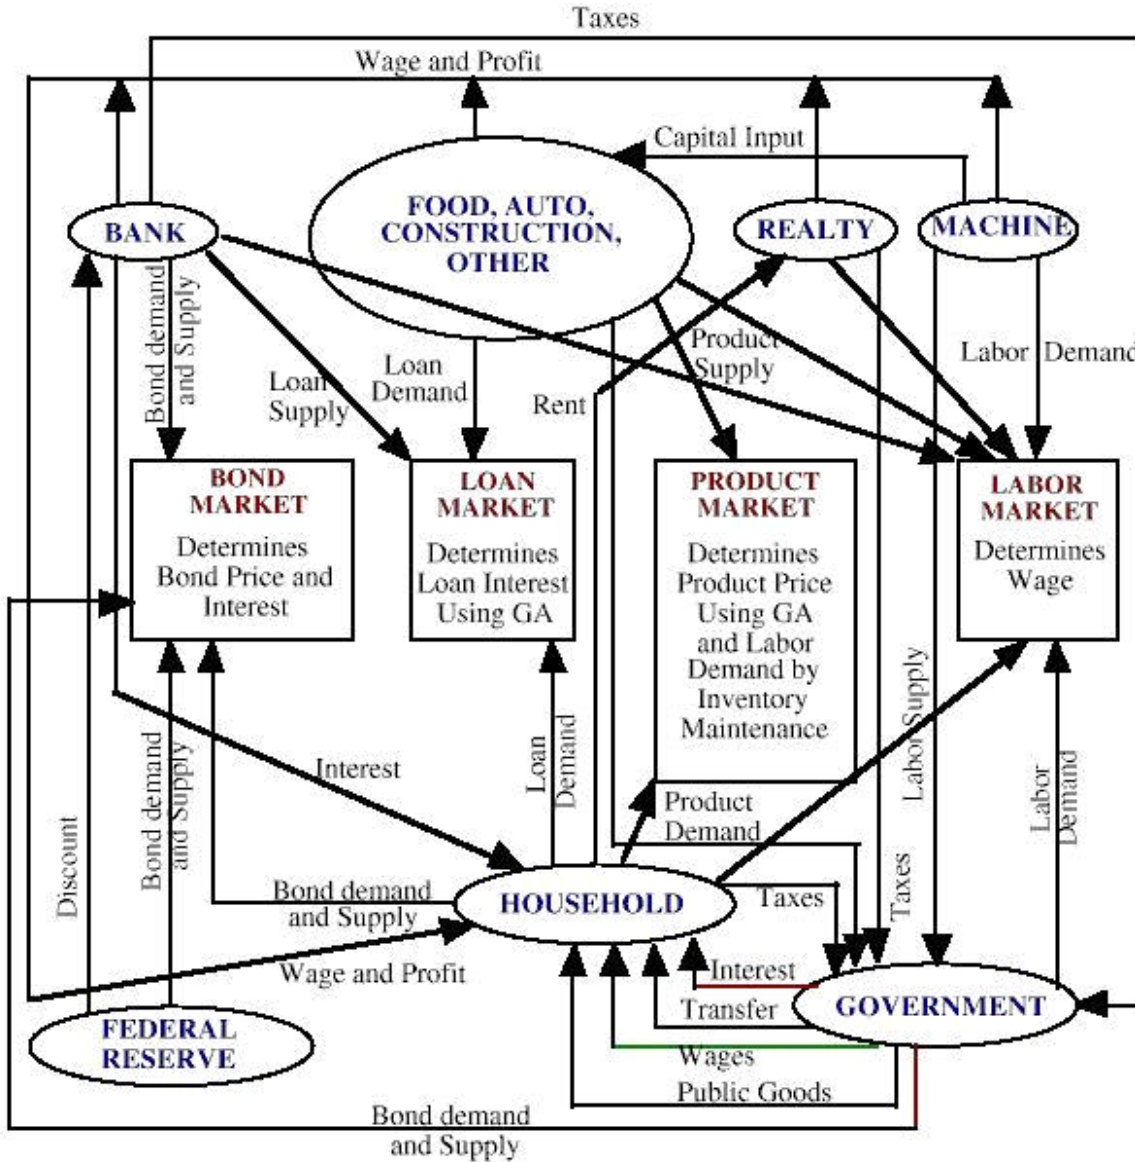 Taxes
Wage and Profit
Capital Input
BANK
FOOD, AUTO,
CONSTRUCTION,
OTHER
REALTY
MACHINE
Bond demand
and Supply
Loan
Supply
Loan
Demand
Rent
Product
Supply
Labor Demand
BOND
MARKET
Determines
Bond Price and
Interest
LOAN
MARKET
Determines
Loan Interest
Using GA
PRODUCT
MARKET
Determines
Product Price
Using GA
and Labor
Demand by
Inventory
Maintenance
LABOR
MARKET
Determines
Wage
Discount
Bond demand
and Supply
Interest
Loan
Demand
Product
Demand
Labor Supply
Labor
Demand
Bond demand
and Supply
HOUSEHOLD
Taxes
Taxes
Wage and Profit
FEDERAL
RESERVE
Interest
Transfer
Wages
Public Goods
GOVERNMENT
Bond demand
and Supply